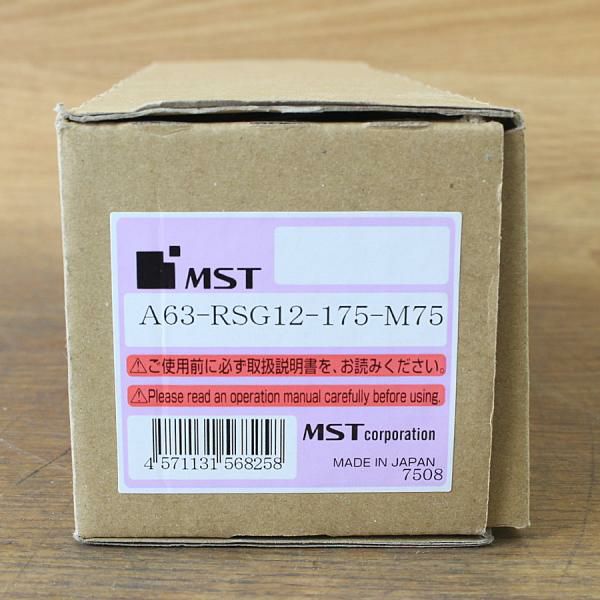 MST
A63-RSG12-175-M75
⚠ご使用前に必ず取扱説明書を、お読みください。
⚠Please read an operation manual carefully before using.
4 571131 568258
MST corporation
MADE IN JAPAN
7508